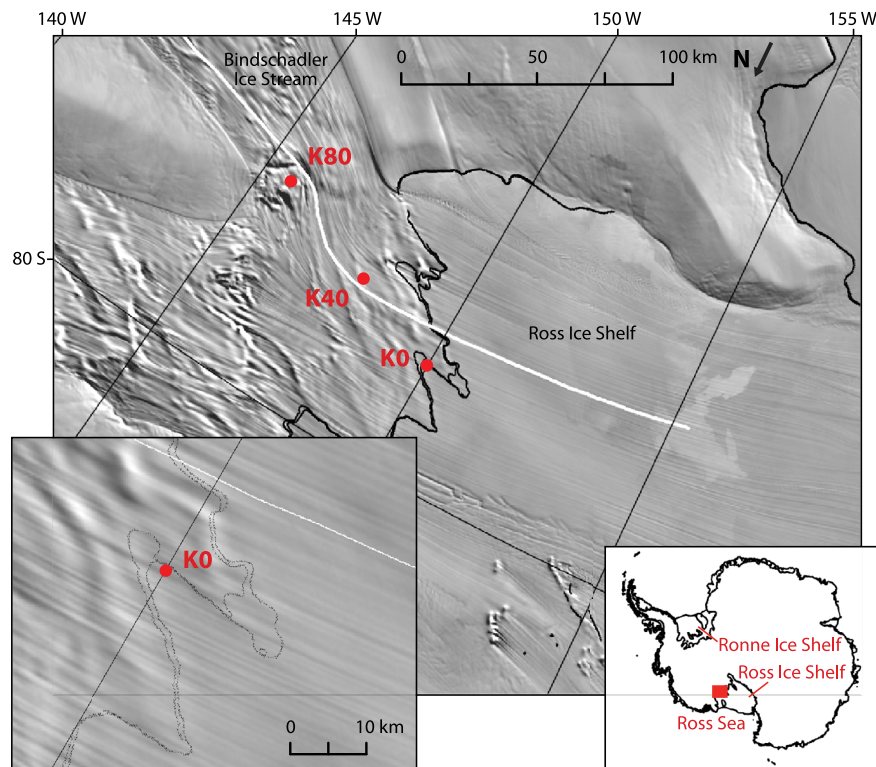 140 W
145 W
150 W
155 W
Bindschadler
Ice Stream
0
50
100 km
N
K80
80 S
K40
Ross Ice Shelf
K0
K0
0
10 km
Ronne Ice Shelf
Ross Ice Shelf
Ross Sea